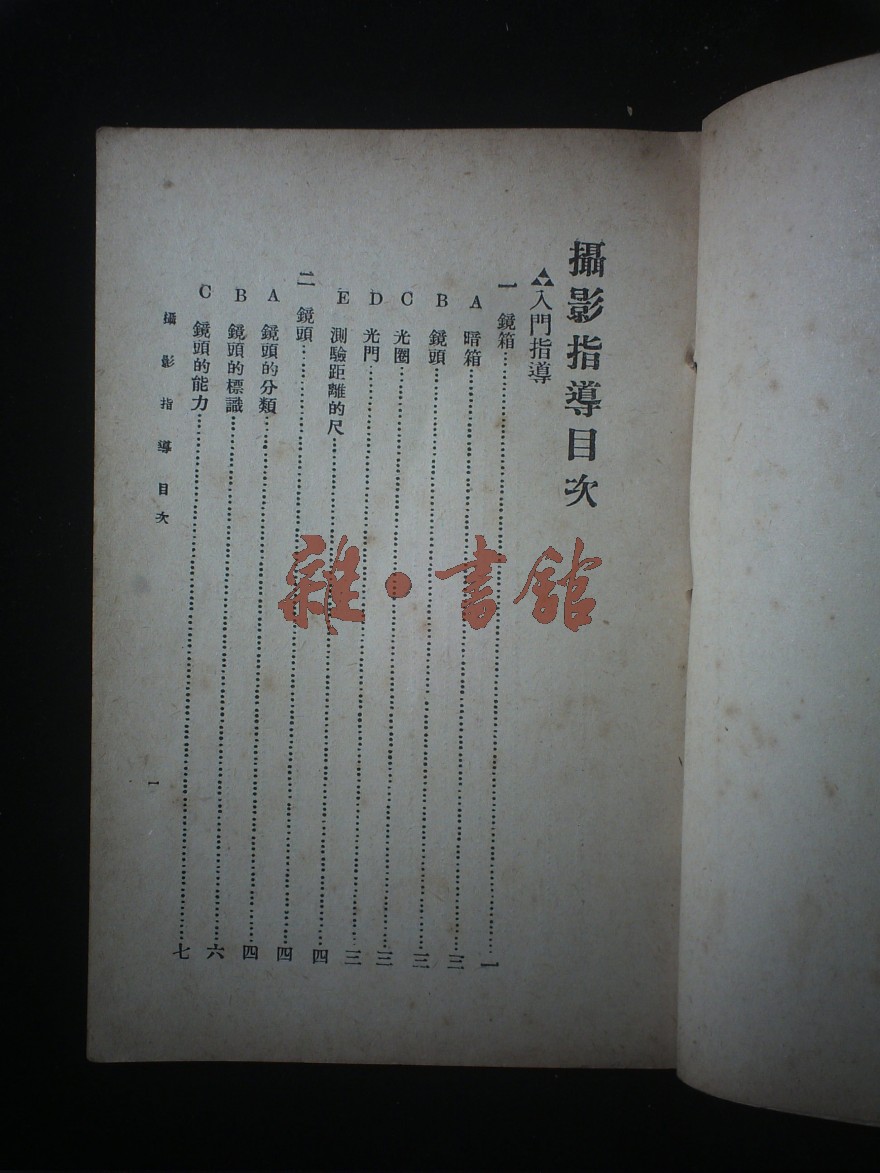 攝影指導目次
入門指導
一 鏡箱……一
A 暗箱……三
B 鏡頭……三
C 光圈……三
D 光門……三
E 測驗距離的尺……四
二 鏡頭……四
A 鏡頭的分類……四
B 鏡頭的標識……六
C 鏡頭的能力……七
攝影指導目次
一
雜•書館